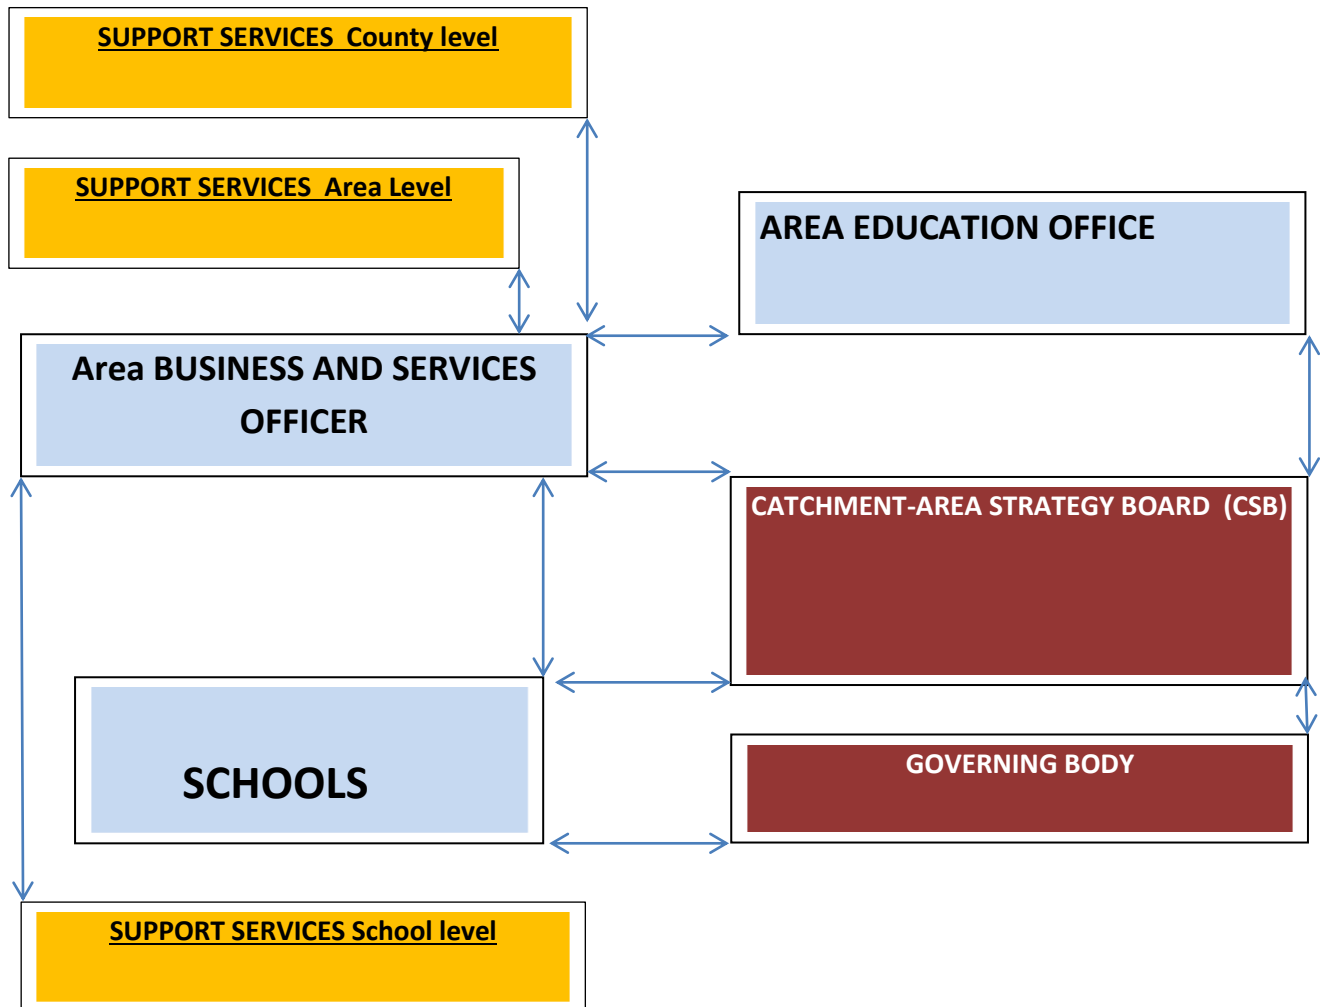 SUPPORT SERVICES  County level
SUPPORT SERVICES  Area Level
AREA EDUCATION OFFICE
Area BUSINESS AND SERVICES
OFFICER
CATCHMENT-AREA STRATEGY BOARD  (CSB)
SCHOOLS
GOVERNING BODY
SUPPORT SERVICES School level